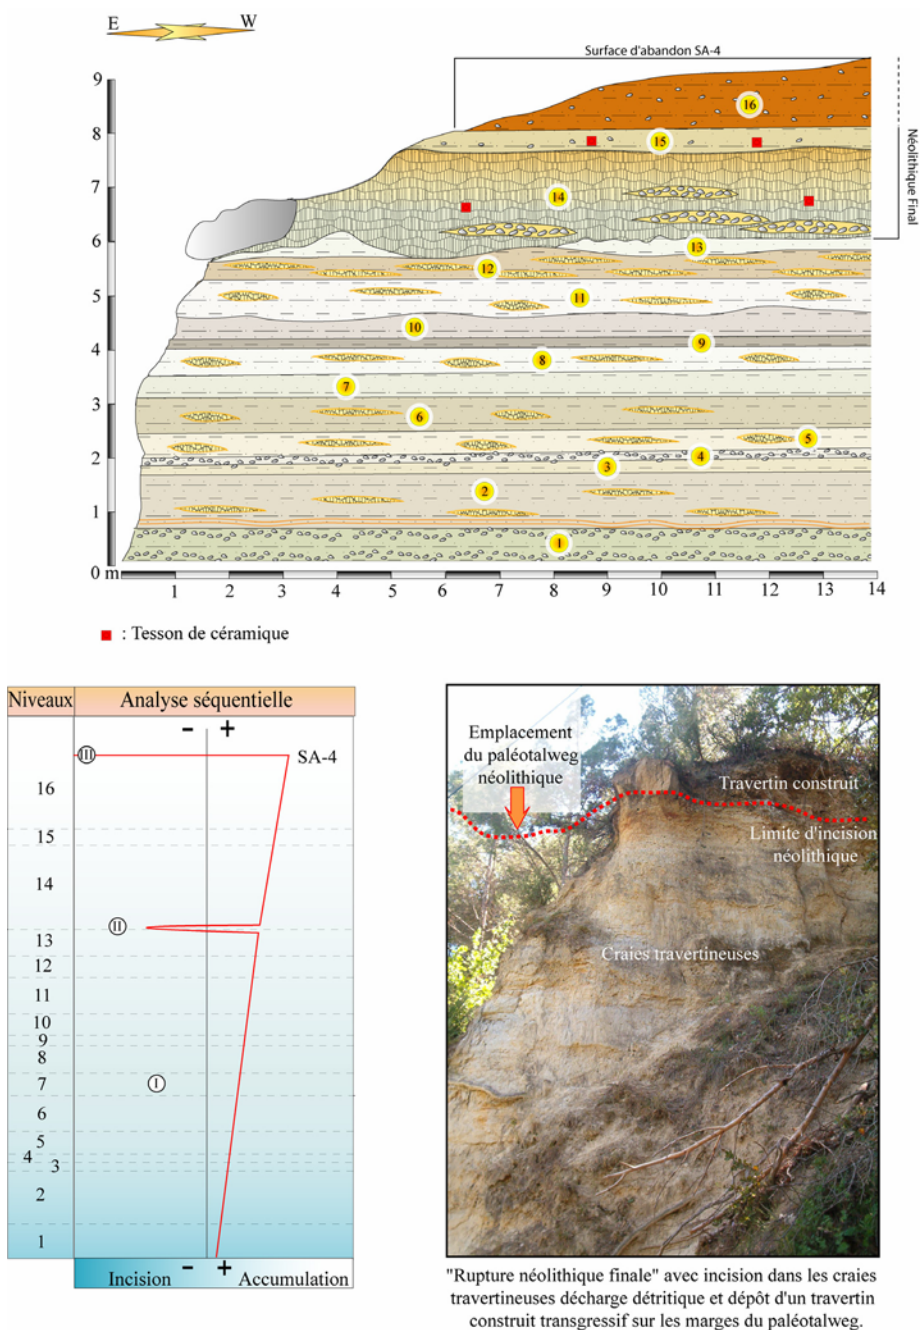 E W
Surface d'abandon SA-4
9
16
8
15
Néolithique Final
7
14
6
13
12
5
11
10
4
9
8
7
3
6
5
2
4
3
2
1
1
0 m
1 2 3 4 5 6 7 8 9 10 11 12 13 14
: Tesson de céramique
Niveaux Analyse séquentielle
- +
III SA-4
16
15
14
II
13
12
11
10
9
8
7 I
6
5
4 3
2
1
- +
Incision Accumulation
Emplacement
du paléotalweg
néolithique
Travertin construit
Limite d'incision
néolithique
Craies travertineuses
"Rupture néolithique finale" avec incision dans les craies
travertineuses décharge détritique et dépôt d'un travertin
construit transgressif sur les marges du paléotalweg.